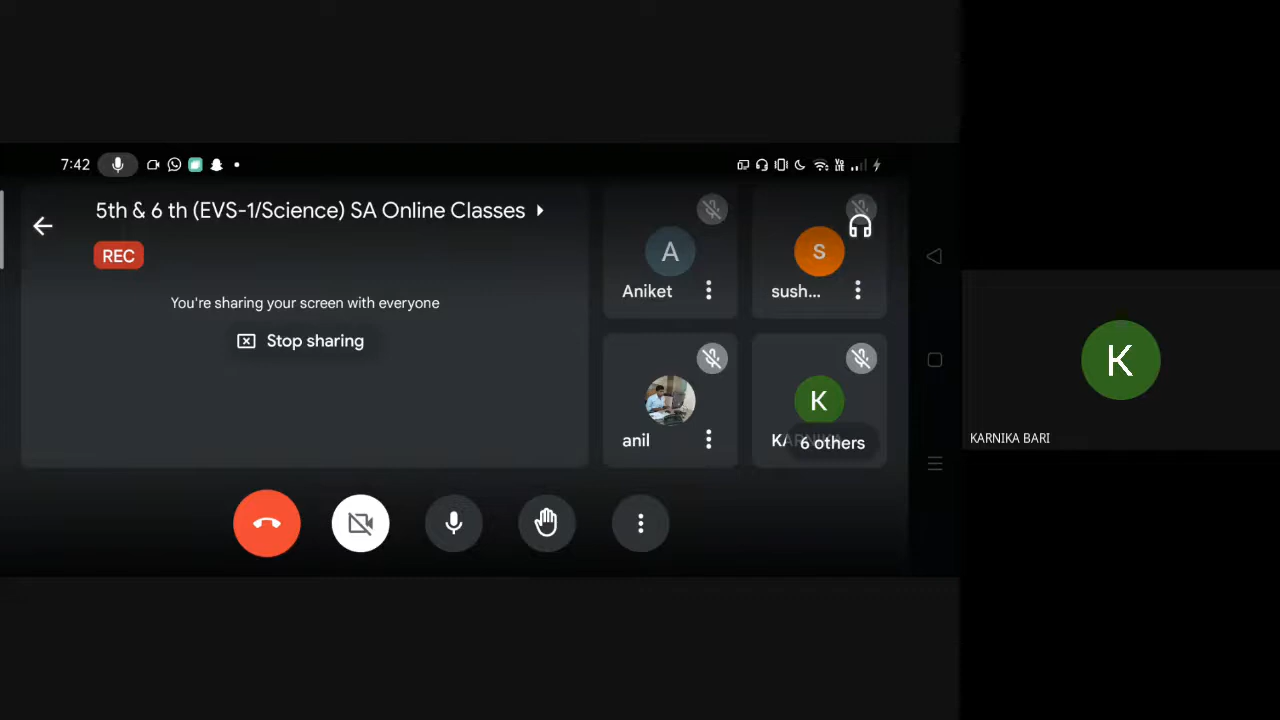 7:42
5th & 6 th (EVS-1/Science) SA Online Classes
REC
You're sharing your screen with everyone
Stop sharing
A
Aniket
S
sush...
anil
K
6 others
K
KARNIKA BARI